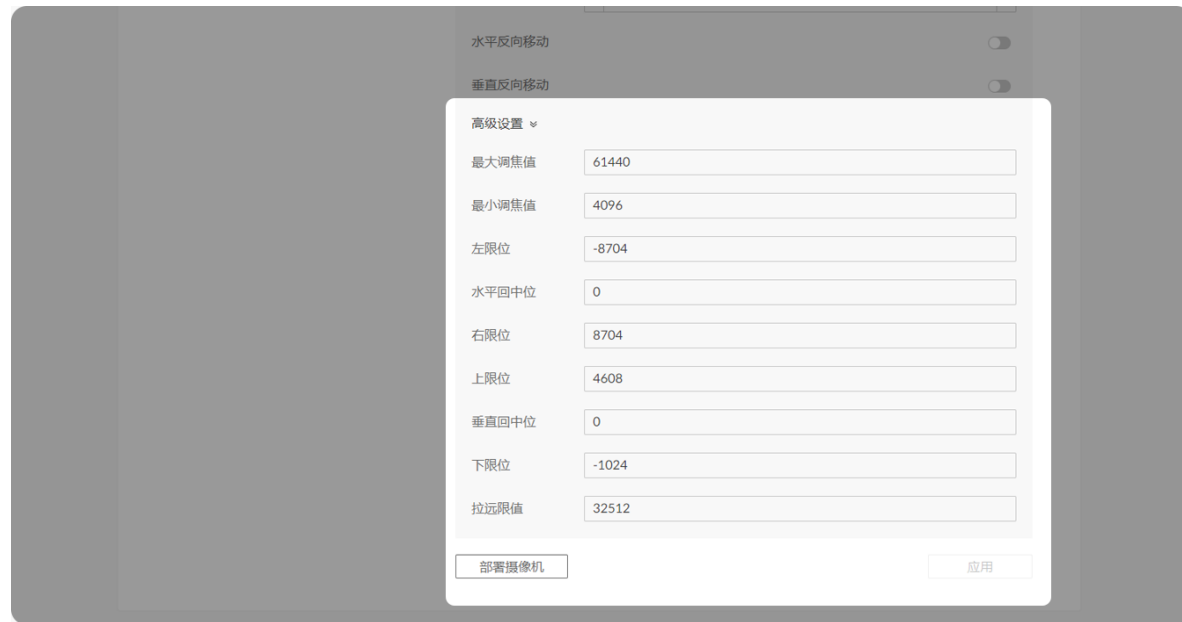 水平反向移动
垂直反向移动
高级设置
最大调焦值 61440
最小调焦值 4096
左限位 -8704
水平回中位 0
右限位 8704
上限位 4608
垂直回中位 0
下限位 -1024
拉远限值 32512
部署摄像机 应用